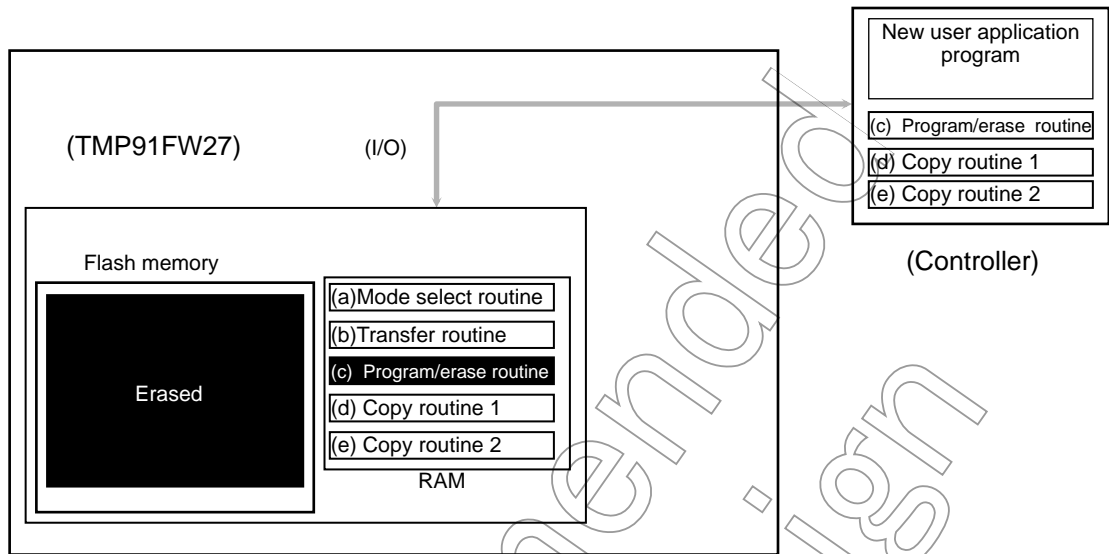 New user application
program
(c) Program/erase routine
(d) Copy routine 1
(e) Copy routine 2
(Controller)
(TMP91FW27)
(I/O)
Flash memory
Erased
(a)Mode select routine
(b)Transfer routine
(c) Program/erase routine
(d) Copy routine 1
(e) Copy routine 2
RAM